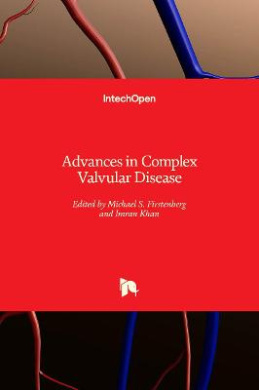 IntechOpen
Advances in Complex
Valvular Disease
Edited by Michael S. Firstenberg
and Imran Khan